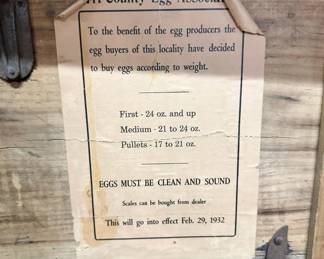 County Egg
To the benefit of the egg producers the
egg buyers of this locality have decided
to buy eggs according to weight.
First - 24 oz. and up
Medium - 21 to 24 oz.
Pullets - 17 to 21 oz.
EGGS MUST BE CLEAN AND SOUND
Scales can be bought from dealer
This will go into effect Feb. 29, 1932